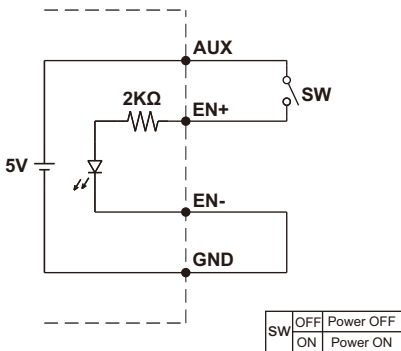 AUX
2KΩ
EN+
SW
5V
EN-
GND
SW OFF Power OFF
ON Power ON